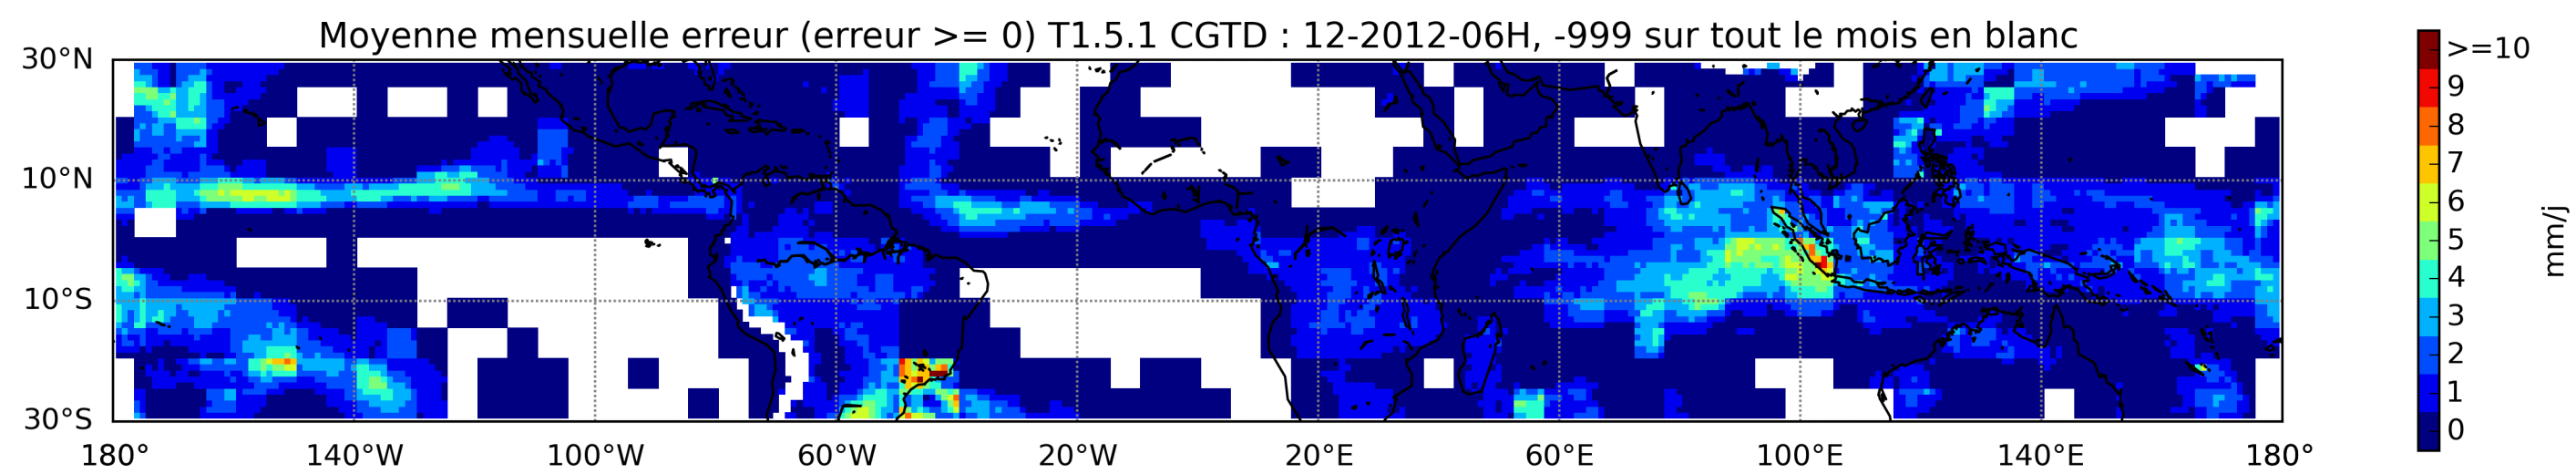 Moyenne mensuelle erreur (erreur >= 0) T1.5.1 CGTD : 12-2012-06H, -999 sur tout le mois en blanc
30°N
10°N
10°S
30°S
180° 140°W 100°W 60°W 20°W 20°E 60°E 100°E 140°E 180°
>=10
9
8
7
6
5
4
3
2
1
0
mm/j